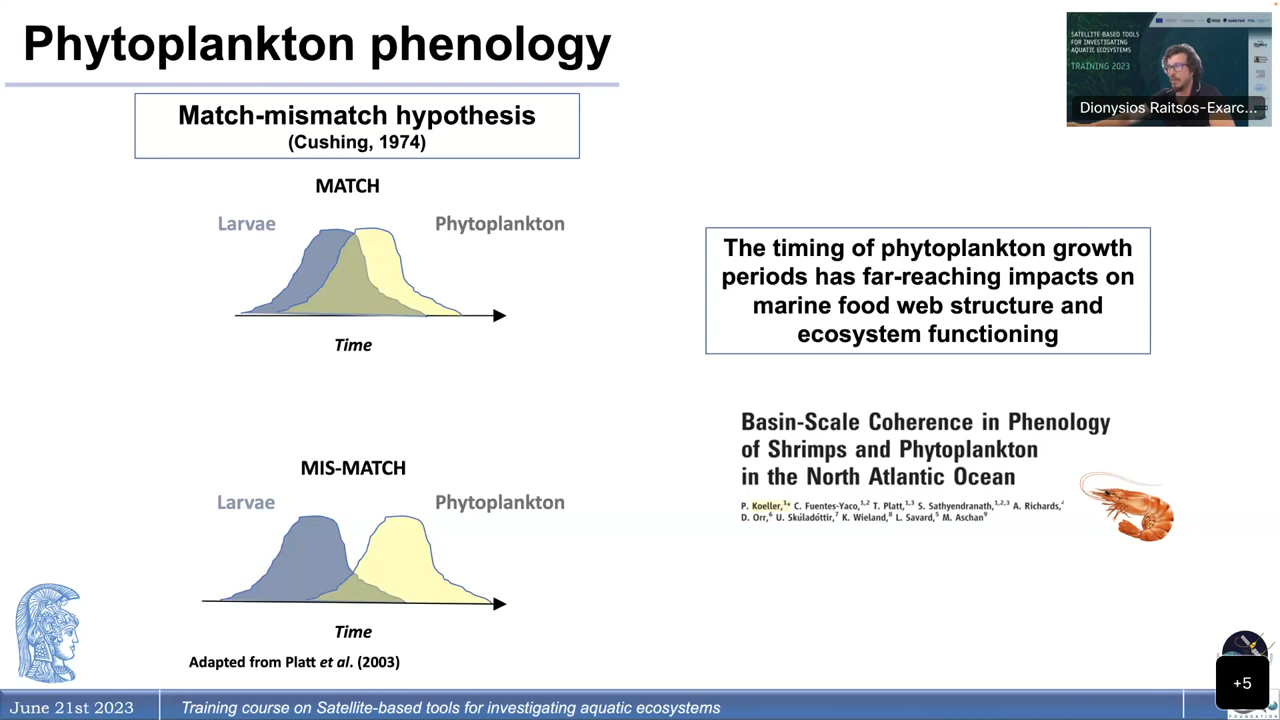 Phytoplankton phenology
SATELLITE-BASED TOOLS
FOR INVESTIGATING
AQUATIC ECOSYSTEMS
TRAINING 2023
Dionysios Raitsos-Exarc...
Match-mismatch hypothesis
(Cushing, 1974)
MATCH
Larvae
Phytoplankton
Time
The timing of phytoplankton growth
periods has far-reaching impacts on
marine food web structure and
ecosystem functioning
Basin-Scale Coherence in Phenology
of Shrimps and Phytoplankton
in the North Atlantic Ocean
P. Koeller,1* C. Fuentes-Yaco,1,2 T. Platt,1,3 S. Sathyendranath,1,2,3 A. Richards,
D. Orr,6 U. Skúladóttir,7 K. Wieland,8 L. Savard,5 M. Aschan9
MIS-MATCH
Larvae
Phytoplankton
Time
Adapted from Platt et al. (2003)
+5
June 21st 2023
Training course on Satellite-based tools for investigating aquatic ecosystems